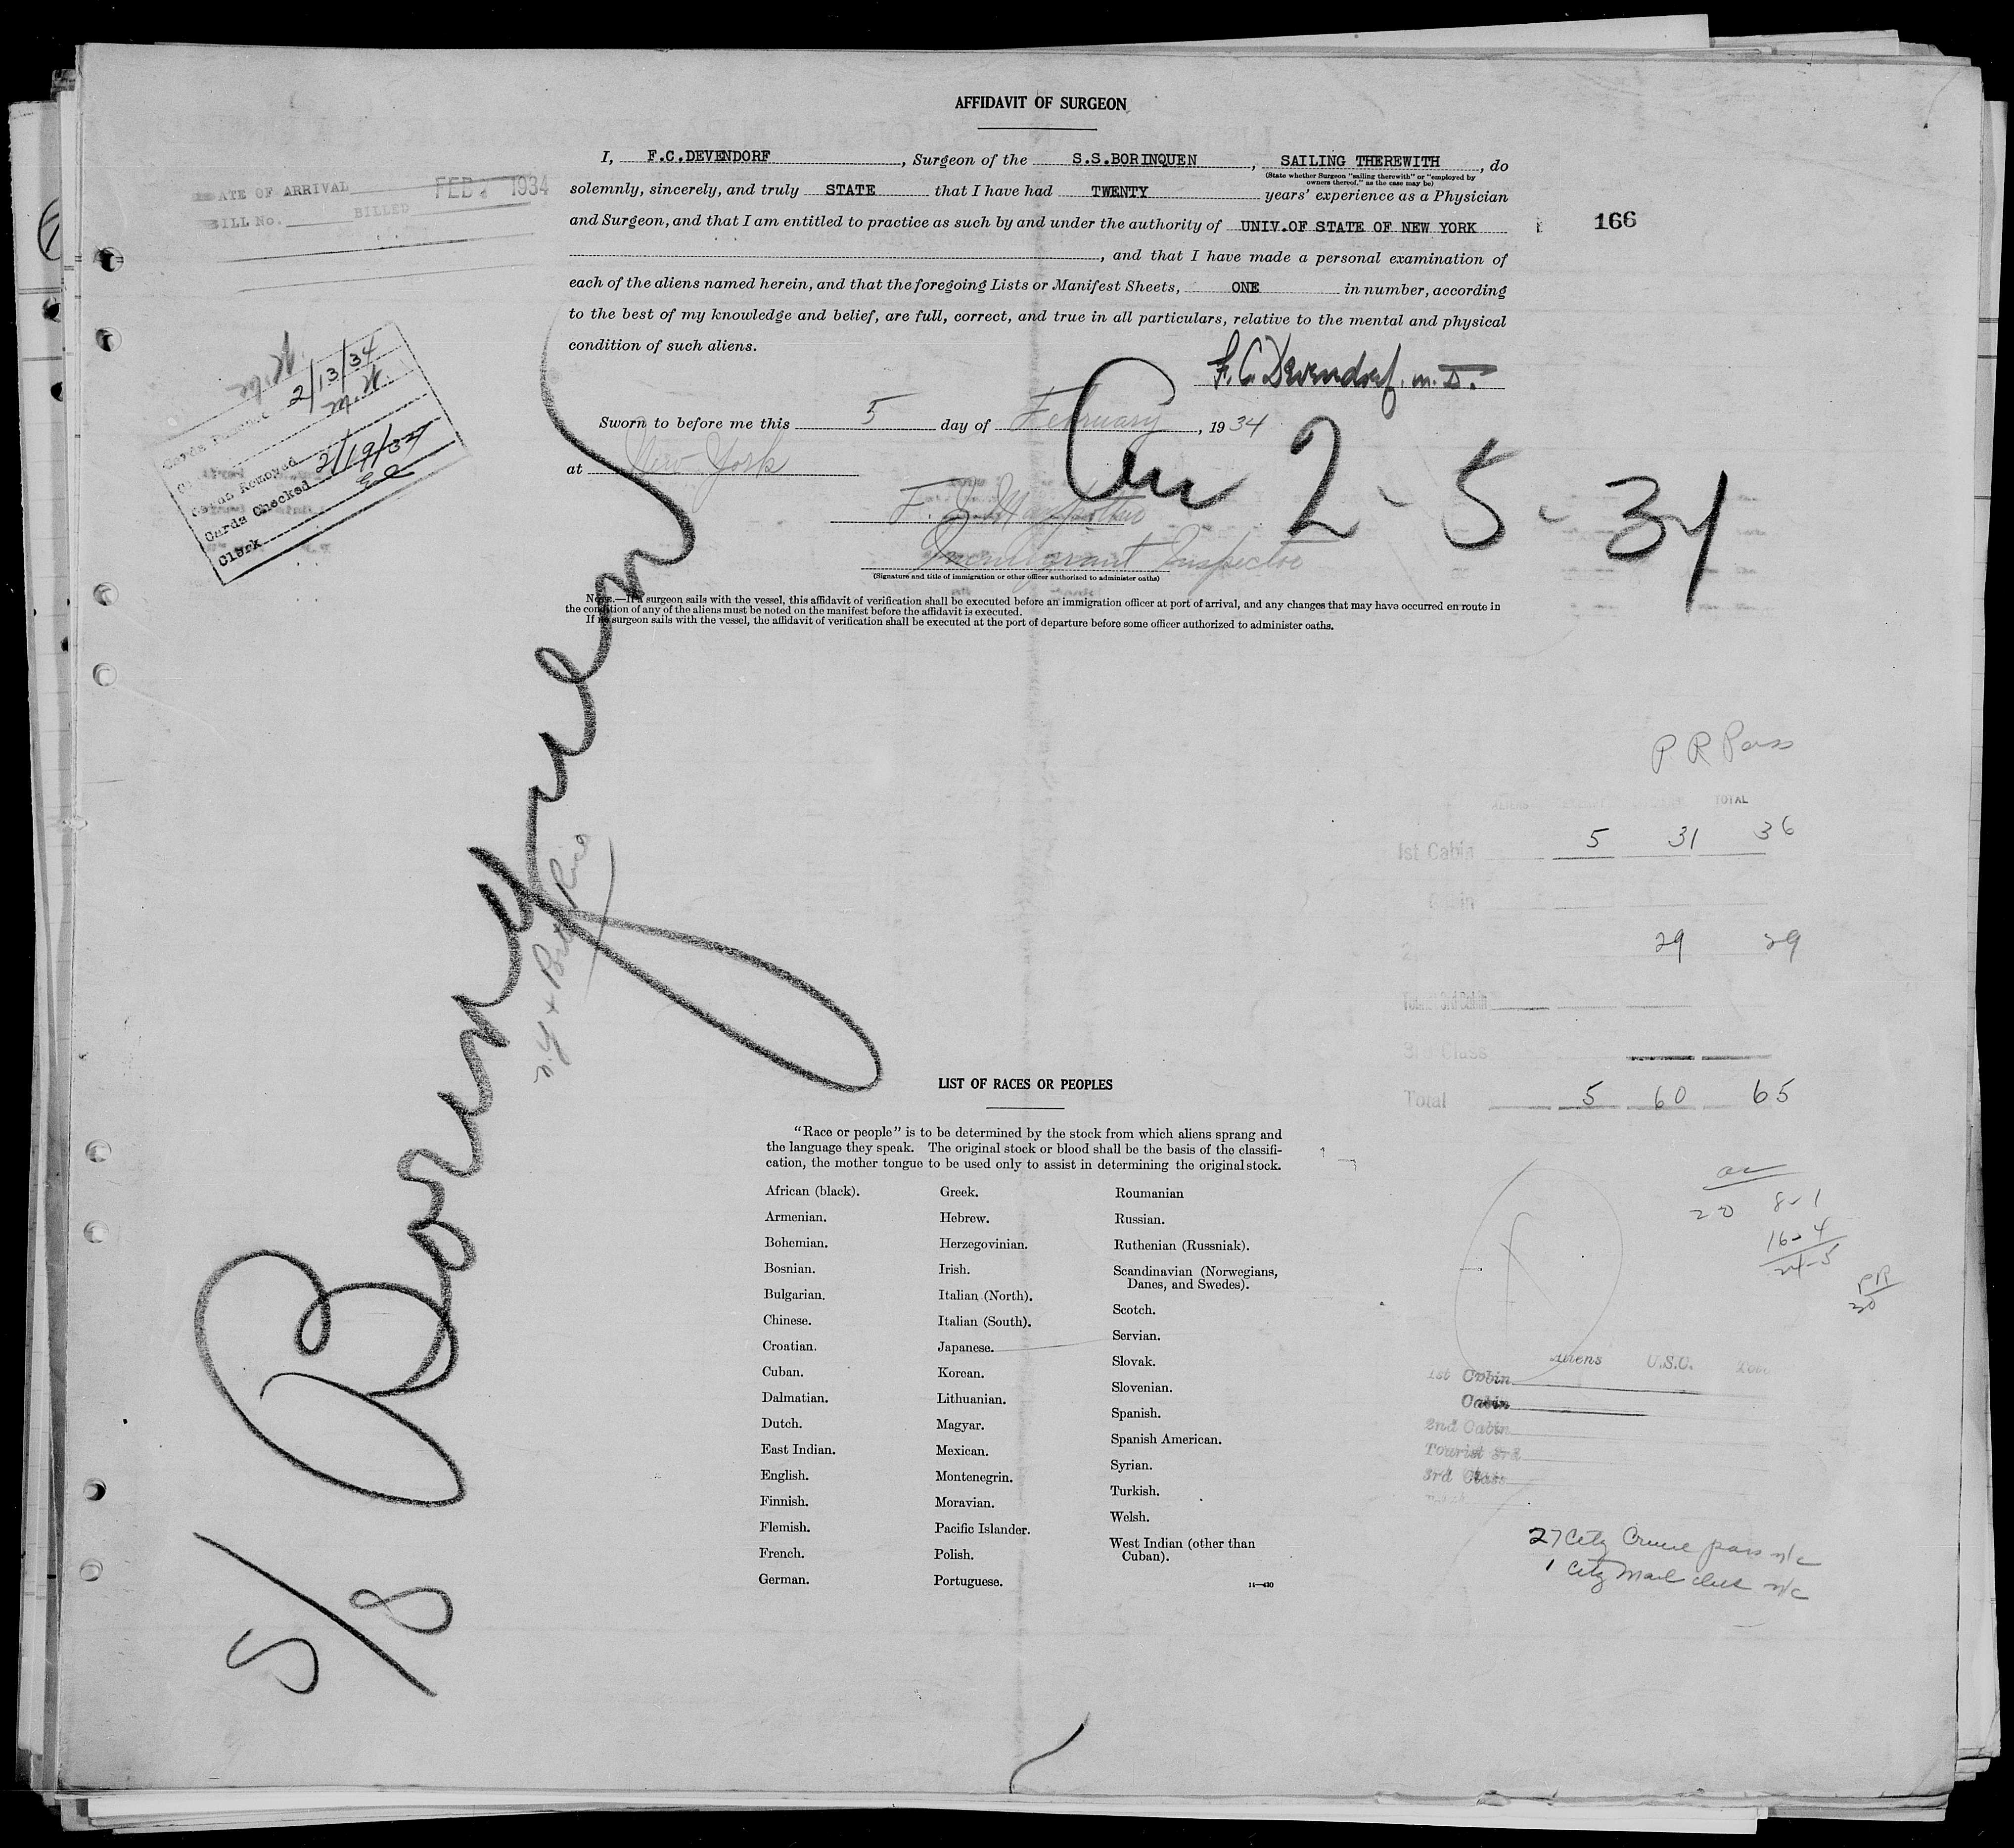 AFFIDAVIT OF SURGEON
I, F.C.DEVENDORF, Surgeon of the S.S.BORINQUEN, SAILING THEREWITH, do
(State whether Surgeon "sailing therewith" or "employed by owners thereof," as the case may be)
solemnly, sincerely, and truly STATE that I have had TWENTY years' experience as a Physician
and Surgeon, and that I am entitled to practice as such by and under the authority of UNIV.OF STATE OF NEW YORK
, and that I have made a personal examination of
each of the aliens named herein, and that the foregoing Lists or Manifest Sheets, ONE in number, according
to the best of my knowledge and belief, are full, correct, and true in all particulars, relative to the mental and physical
condition of such aliens.
F. C. Devendorf. M.D.
Sworn to before me this 5 day of February, 1934
at New York
Immigrant Inspector
(Signature and title of immigration or other officer authorized to administer oaths)
NOTE.—If a surgeon sails with the vessel, this affidavit of verification shall be executed before an immigration officer at port of arrival, and any changes that may have occurred en route in
the condition of any of the aliens must be noted on the manifest before the affidavit is executed.
If no surgeon sails with the vessel, the affidavit of verification shall be executed at the port of departure before some officer authorized to administer oaths.
DATE OF ARRIVAL FEB 1934
BILL No. BILLED
166
2/13/34
M.W.
Cards Checked 2/19/34
Clerk
Arr 2-5-34
S/S Borinquen
N.Y. & Porto Rico
P R Pass
TOTAL
1st Cabin 5 31 36
Cabin
2 29 29
Tourist 3rd Cabin
3rd Class
Total 5 60 65
20 8-1
16-4
24-5
PR
30
Aliens U.S.C.
1st Cabin
Cabin
2nd Cabin
Tourist 3rd
3rd Class
27 City Cruise pass n/c
1 City Mail n/c
LIST OF RACES OR PEOPLES
"Race or people" is to be determined by the stock from which aliens sprang and
the language they speak. The original stock or blood shall be the basis of the classifi-
cation, the mother tongue to be used only to assist in determining the original stock.
African (black).
Armenian.
Bohemian.
Bosnian.
Bulgarian.
Chinese.
Croatian.
Cuban.
Dalmatian.
Dutch.
East Indian.
English.
Finnish.
Flemish.
French.
German.
Greek.
Hebrew.
Herzegovinian.
Irish.
Italian (North).
Italian (South).
Japanese.
Korean.
Lithuanian.
Magyar.
Mexican.
Montenegrin.
Moravian.
Pacific Islander.
Polish.
Portuguese.
Roumanian
Russian.
Ruthenian (Russniak).
Scandinavian (Norwegians,
Danes, and Swedes).
Scotch.
Servian.
Slovak.
Slovenian.
Spanish.
Spanish American.
Syrian.
Turkish.
Welsh.
West Indian (other than
Cuban).
14—430